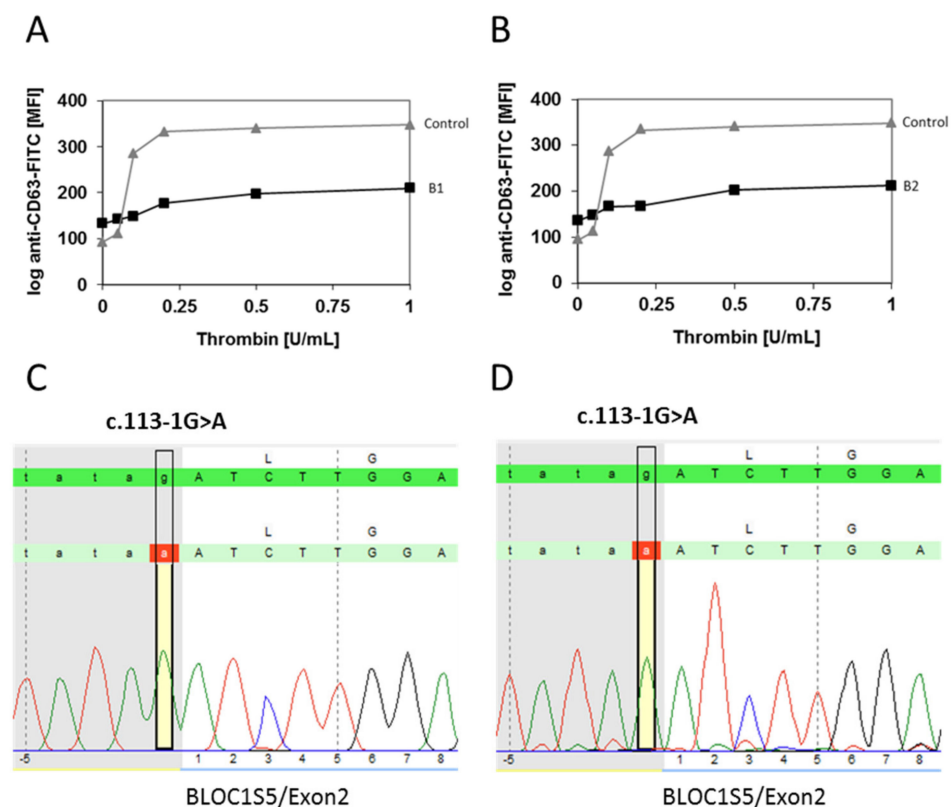 A
B
400
300
200
100
0
log anti-CD63-FITC [MFI]
0
0.25
0.5
0.75
1
Thrombin [U/mL]
Control
B1
400
300
200
100
0
log anti-CD63-FITC [MFI]
0
0.25
0.5
0.75
1
Thrombin [U/mL]
Control
B2
C
D
c.113-1G>A
L G
t a t a g A T C T T G G A
L G
t a t a a A T C T T G G A
-5 1 2 3 4 5 6 7 8
BLOC1S5/Exon2
c.113-1G>A
L G
t a t a g A T C T T G G A
L G
t a t a a A T C T T G G A
-5 1 2 3 4 5 6 7 8
BLOC1S5/Exon2